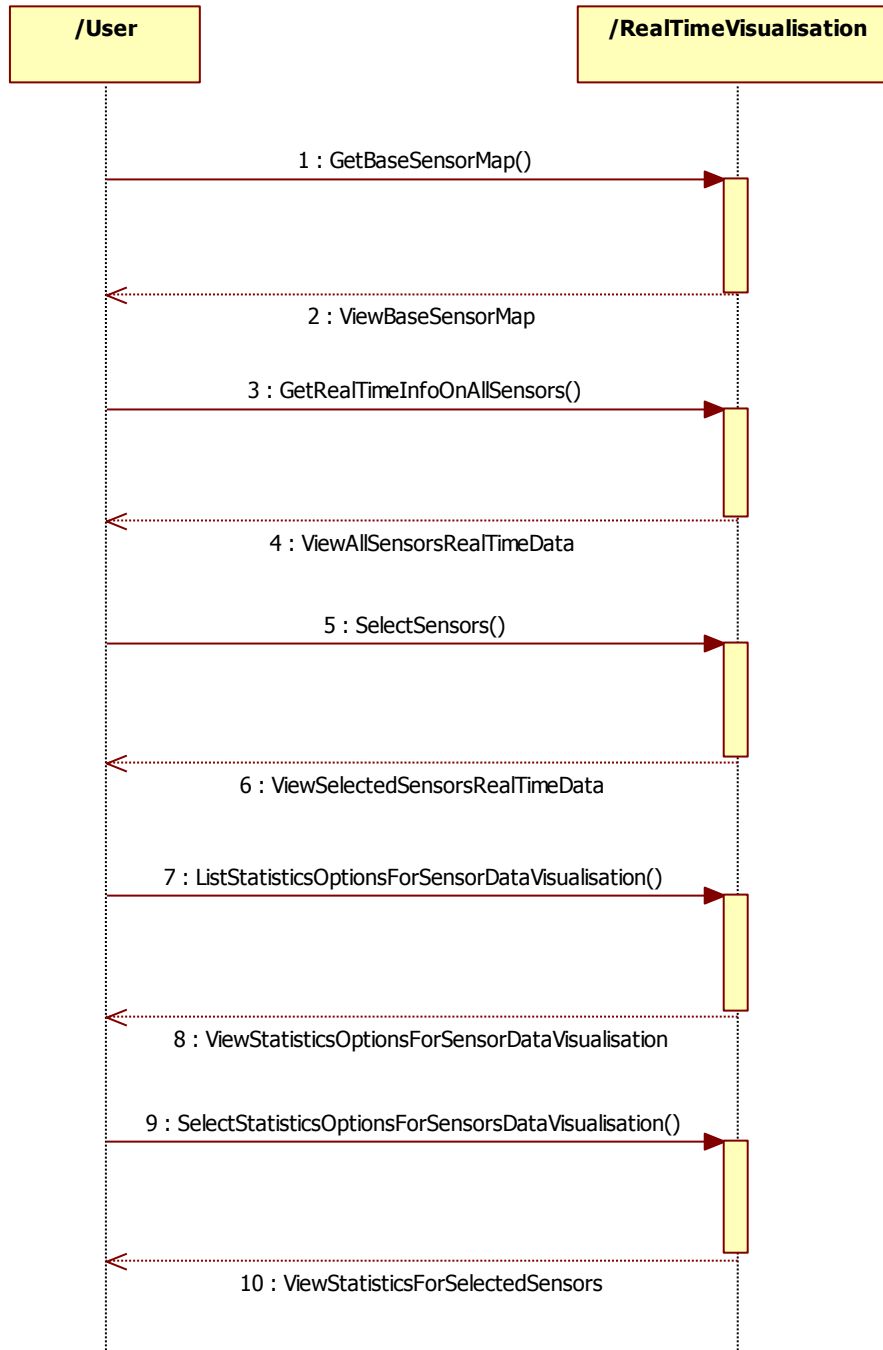 /User
/RealTimeVisualisation
1 : GetBaseSensorMap()
2 : ViewBaseSensorMap
3 : GetRealTimeInfoOnAllSensors()
4 : ViewAllSensorsRealTimeData
5 : SelectSensors()
6 : ViewSelectedSensorsRealTimeData
7 : ListStatisticsOptionsForSensorDataVisualisation()
8 : ViewStatisticsOptionsForSensorDataVisualisation
9 : SelectStatisticsOptionsForSensorsDataVisualisation()
10 : ViewStatisticsForSelectedSensors